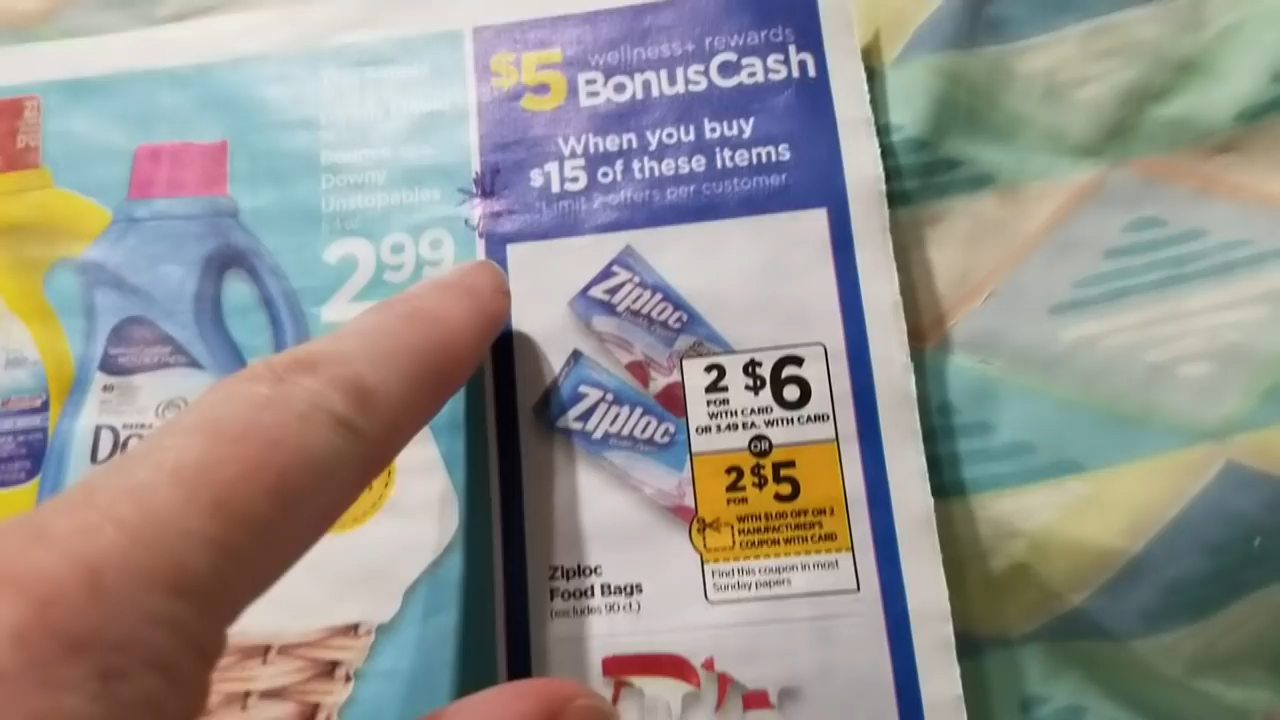 Downy
Unstopables
2.99
Do
$5 wellness+ rewards
BonusCash
When you buy
$15 of these items
*Limit 2 offers per customer.
Ziploc
Ziploc
2 FOR $6
WITH CARD
OR 3.49 EA. WITH CARD
OR
2 FOR $5
WITH $1.00 OFF ON 2
MANUFACTURER'S
COUPON WITH CARD
Find this coupon in most
Sunday papers
Ziploc
Food Bags
(excludes 90 ct.)